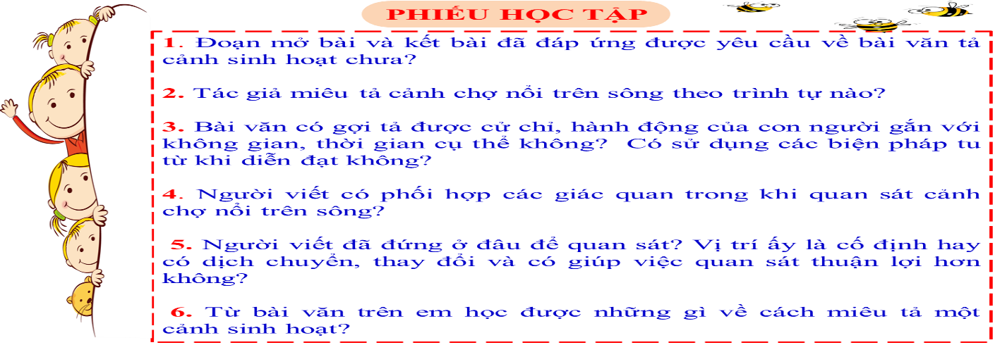 PHIẾU HỌC TẬP
1. Đoạn mở bài và kết bài đã đáp ứng được yêu cầu về bài văn tả
cảnh sinh hoạt chưa?
2. Tác giả miêu tả cảnh chợ nổi trên sông theo trình tự nào?
3. Bài văn có gợi tả được cử chỉ, hành động của con người gắn với
không gian, thời gian cụ thể không? Có sử dụng các biện pháp tu
từ khi diễn đạt không?
4. Người viết có phối hợp các giác quan trong khi quan sát cảnh
chợ nổi trên sông?
5. Người viết đã đứng ở đâu để quan sát? Vị trí ấy là cố định hay
có dịch chuyển, thay đổi và có giúp việc quan sát thuận lợi hơn
không?
6. Từ bài văn trên em học được những gì về cách miêu tả một
cảnh sinh hoạt?